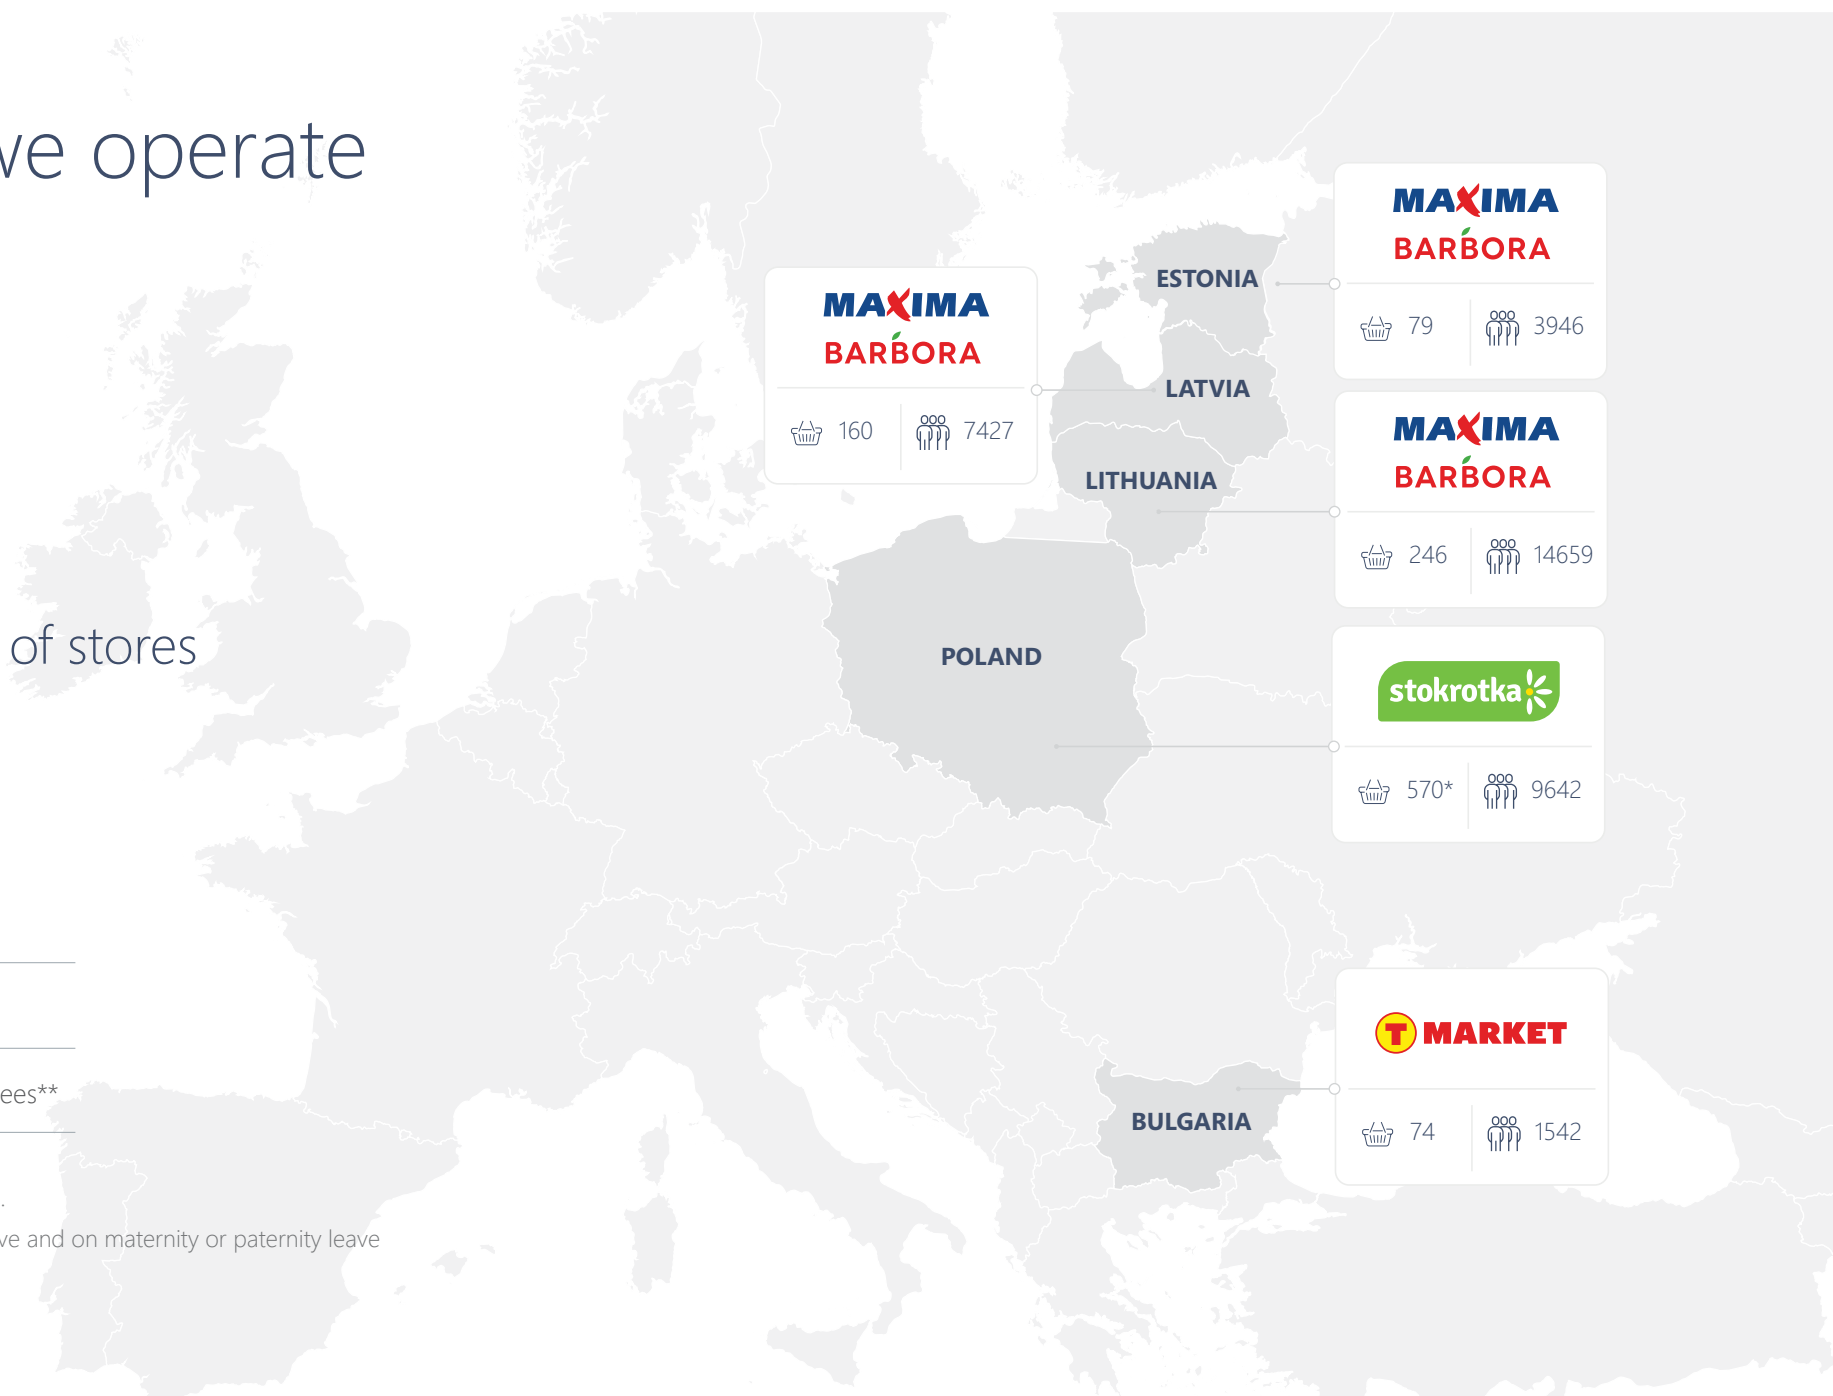 we operate
MAXIMA
BARBORA
79 3946
ESTONIA
MAXIMA
BARBORA
160 7427
LATVIA
MAXIMA
BARBORA
246 14659
LITHUANIA
of stores
POLAND
stokrotka
570* 9642
T MARKET
74 1542
BULGARIA
ees**
.
ve and on maternity or paternity leave